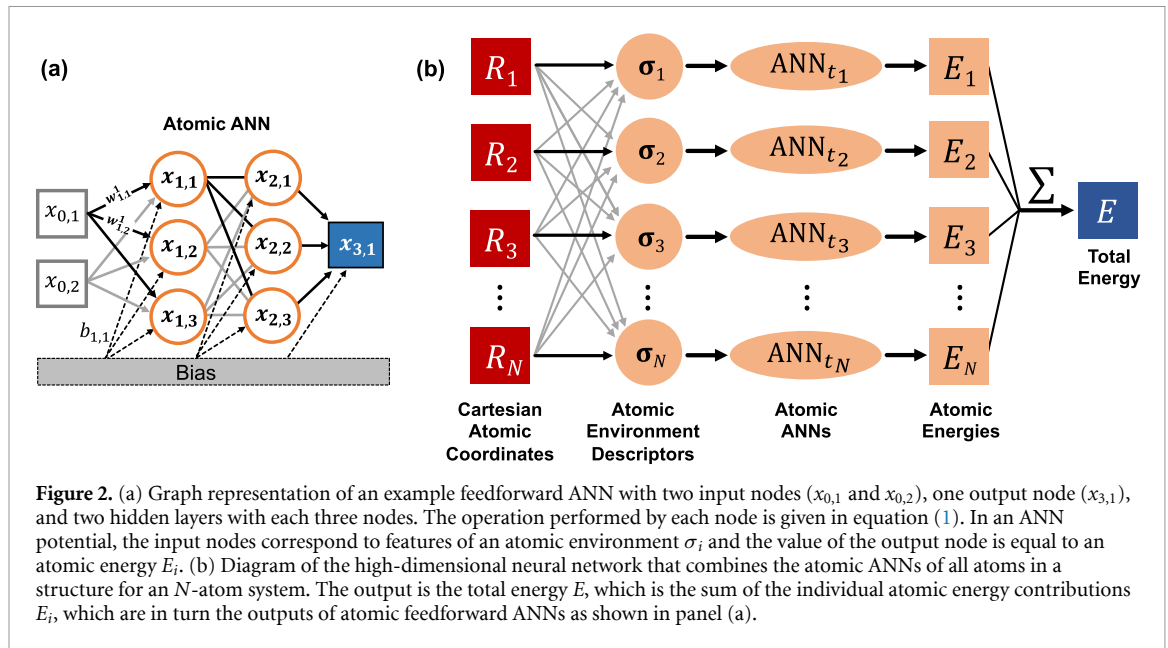 (a)
Atomic ANN
x0,1
x0,2
w¹1,1
w¹1,2
b1,1
x1,1
x1,2
x1,3
x2,1
x2,2
x2,3
x3,1
Bias
(b)
R1 σ1 ANNt1 E1
R2 σ2 ANNt2 E2
R3 σ3 ANNt3 E3
⋮ ⋮ ⋮ ⋮
RN σN ANNtN EN
Σ
E
Total
Energy
Cartesian
Atomic
Coordinates
Atomic
Environment
Descriptors
Atomic
ANNs
Atomic
Energies
Figure 2. (a) Graph representation of an example feedforward ANN with two input nodes (x0,1 and x0,2), one output node (x3,1),
and two hidden layers with each three nodes. The operation performed by each node is given in equation (1). In an ANN
potential, the input nodes correspond to features of an atomic environment σi and the value of the output node is equal to an
atomic energy Ei. (b) Diagram of the high-dimensional neural network that combines the atomic ANNs of all atoms in a
structure for an N-atom system. The output is the total energy E, which is the sum of the individual atomic energy contributions
Ei, which are in turn the outputs of atomic feedforward ANNs as shown in panel (a).